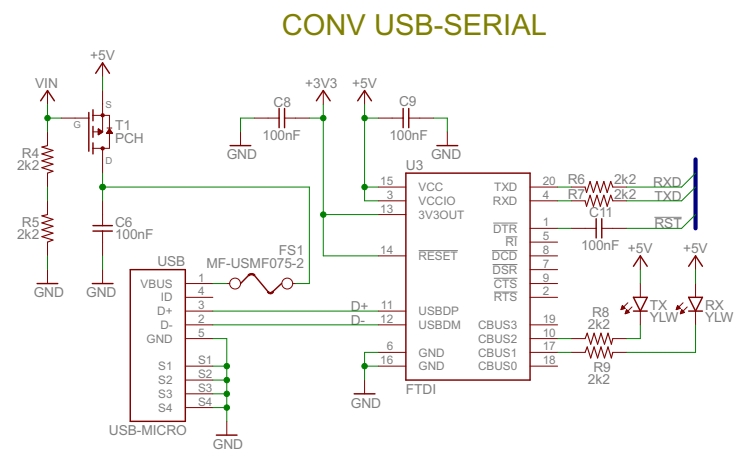 CONV USB-SERIAL
+5V
VIN
S
G
T1
PCH
D
R4
2k2
R5
2k2
C6
100nF
GND
GND
C8
100nF
GND
+3V3
+5V
C9
100nF
GND
FS1
MF-USMF075-2
USB
VBUS 1
ID 4
D+ 3
D- 2
GND 5
S1 S1
S2 S2
S3 S3
S4 S4
USB-MICRO
GND
D+
D-
U3
15 VCC TXD 20
3 VCCIO RXD 4
13 3V3OUT
DTR 1
RI 5
14 RESET DCD 8
DSR 7
CTS 9
RTS 2
11 USBDP
12 USBDM CBUS3 19
CBUS2 10
6 GND CBUS1 17
16 GND CBUS0 18
FTDI
GND
R6 2k2 RXD
R7 2k2 TXD
C11 RST
100nF
+5V
+5V
TX
YLW
RX
YLW
R8
2k2
R9
2k2